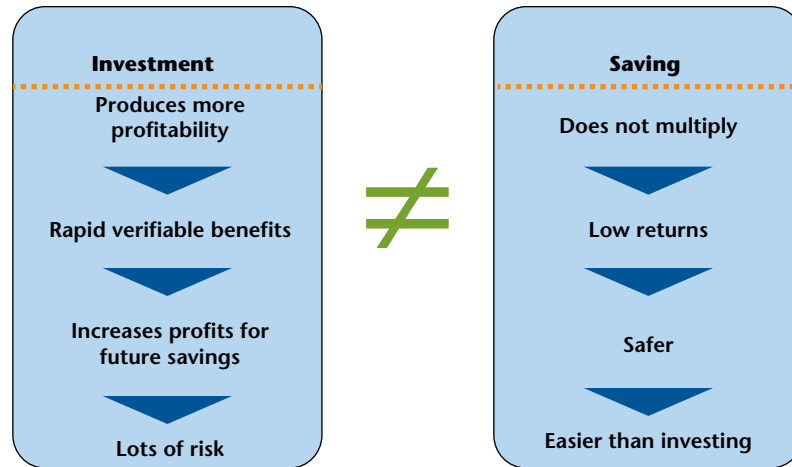 Investment
Produces more
profitability
Rapid verifiable benefits
Increases profits for
future savings
Lots of risk
≠
Saving
Does not multiply
Low returns
Safer
Easier than investing